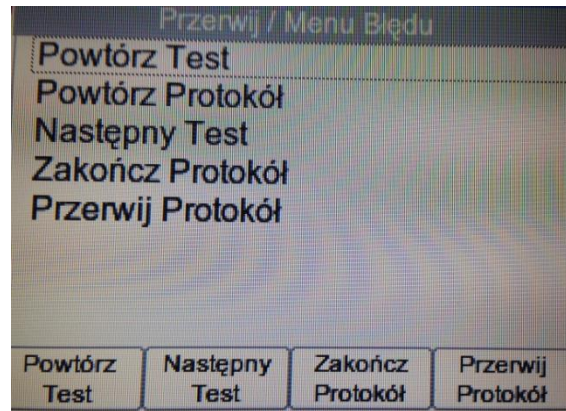 Przerwij / Menu Błędu
Powtórz Test
Powtórz Protokół
Następny Test
Zakończ Protokół
Przerwij Protokół
Powtórz Następny Zakończ Przerwij
Test Test Protokół Protokół